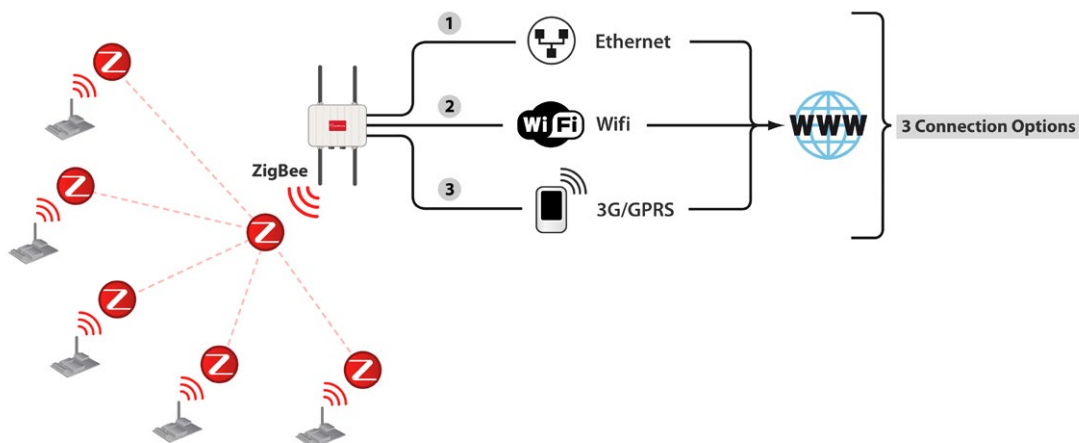 1
Ethernet
2
WiFi
Wifi
WWW
3 Connection Options
ZigBee
3
3G/GPRS
Z
Z
Z
Z
Z
Z